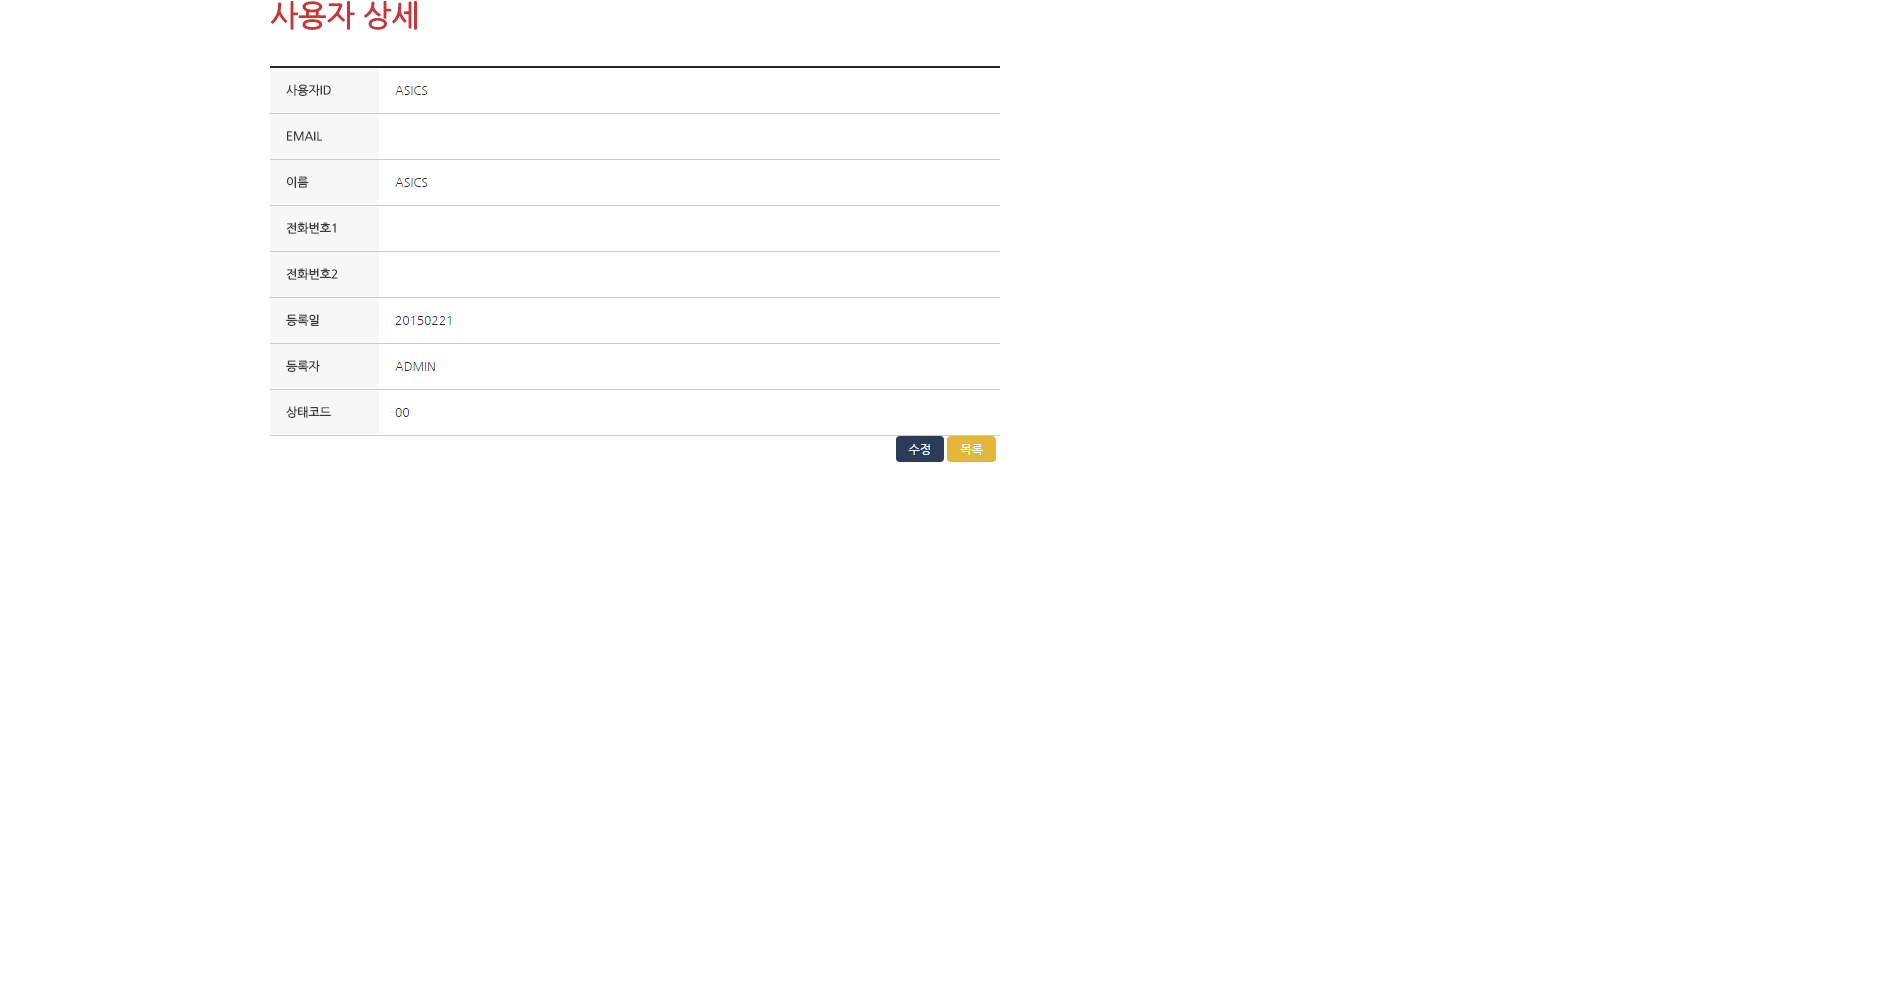 사용자 상세
사용자ID ASICS
EMAIL
이름 ASICS
전화번호1
전화번호2
등록일 20150221
등록자 ADMIN
상태코드 00
수정 목록